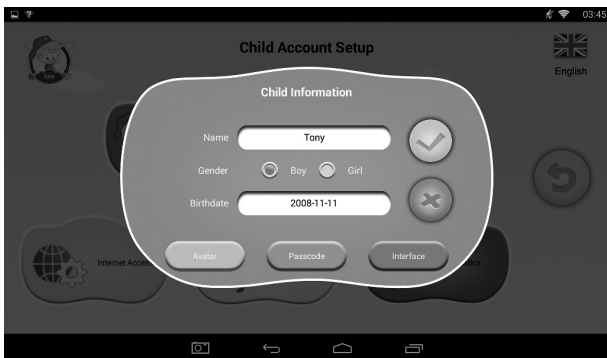 03:45
Child Account Setup
English
Child Information
Name Tony
Gender Boy Girl
Birthdate 2008-11-11
Internet Access
Avatar Passcode Interface